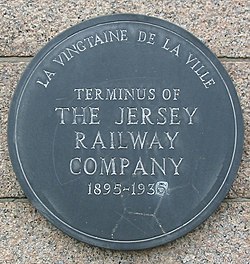 LA VINGTAINE DE LA VILLE
TERMINUS OF
THE JERSEY
RAILWAY
COMPANY
1895~1936